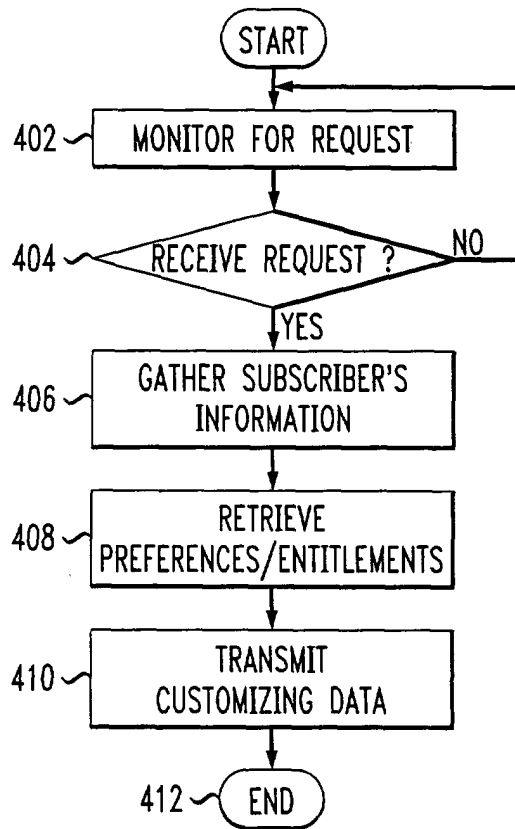 START
402 MONITOR FOR REQUEST
404 RECEIVE REQUEST ? NO
YES
406 GATHER SUBSCRIBER'S
INFORMATION
408 RETRIEVE
PREFERENCES/ENTITLEMENTS
410 TRANSMIT
CUSTOMIZING DATA
412 END